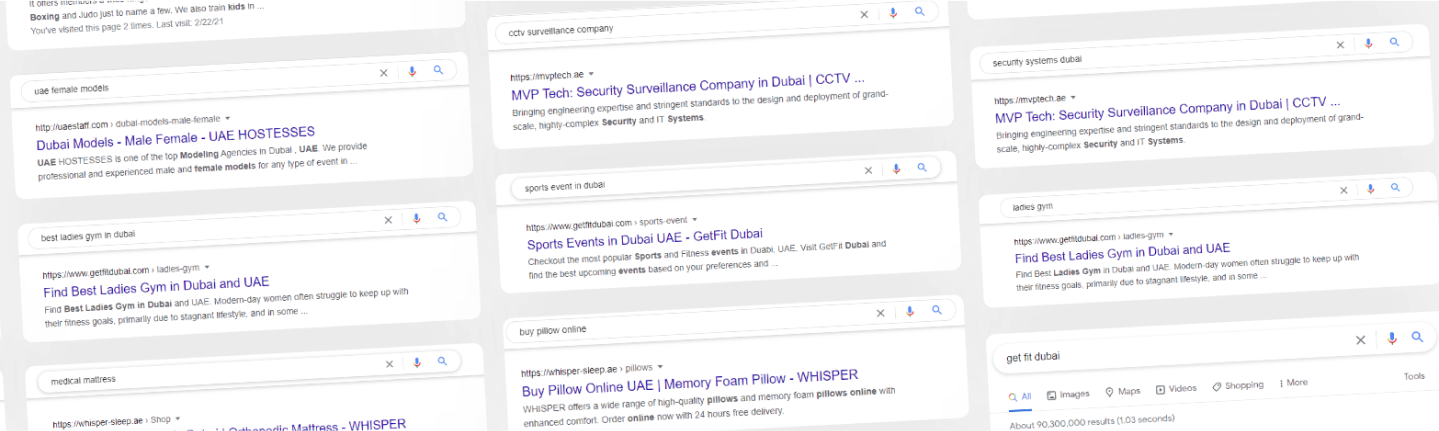 It offers members a
Boxing and Judo just to name a few. We also train kids in ...
You've visited this page 2 times. Last visit: 2/22/21
uae female models
http://uaestaff.com › dubai-models-male-female
Dubai Models - Male Female - UAE HOSTESSES
UAE HOSTESSES is one of the top Modeling Agencies in Dubai , UAE. We provide
professional and experienced male and female models for any type of event in ...
best ladies gym in dubai
https://www.getfitdubai.com › ladies-gym
Find Best Ladies Gym in Dubai and UAE
Find Best Ladies Gym in Dubai and UAE. Modern-day women often struggle to keep up with
their fitness goals, primarily due to stagnant lifestyle, and in some ...
medical mattress
https://whisper-sleep.ae › Shop
| Orthopedic Mattress - WHISPER
cctv surveillance company
https://mvptech.ae
MVP Tech: Security Surveillance Company in Dubai | CCTV ...
Bringing engineering expertise and stringent standards to the design and deployment of grand-
scale, highly-complex Security and IT Systems.
sports event in dubai
https://www.getfitdubai.com › sports-event
Sports Events in Dubai UAE - GetFit Dubai
Checkout the most popular Sports and Fitness events in Duabi, UAE. Visit GetFit Dubai and
find the best upcoming events based on your preferences and ...
buy pillow online
https://whisper-sleep.ae › pillows
Buy Pillow Online UAE | Memory Foam Pillow - WHISPER
WHISPER offers a wide range of high-quality pillows and memory foam pillows online with
enhanced comfort. Order online now with 24 hours free delivery.
security systems dubai
https://mvptech.ae
MVP Tech: Security Surveillance Company in Dubai | CCTV ...
Bringing engineering expertise and stringent standards to the design and deployment of grand-
scale, highly-complex Security and IT Systems.
ladies gym
https://www.getfitdubai.com › ladies-gym
Find Best Ladies Gym in Dubai and UAE
Find Best Ladies Gym in Dubai and UAE. Modern-day women often struggle to keep up with
their fitness goals, primarily due to stagnant lifestyle, and in some ...
get fit dubai
All Images Maps Videos Shopping More Tools
About 90,300,000 results (1.03 seconds)